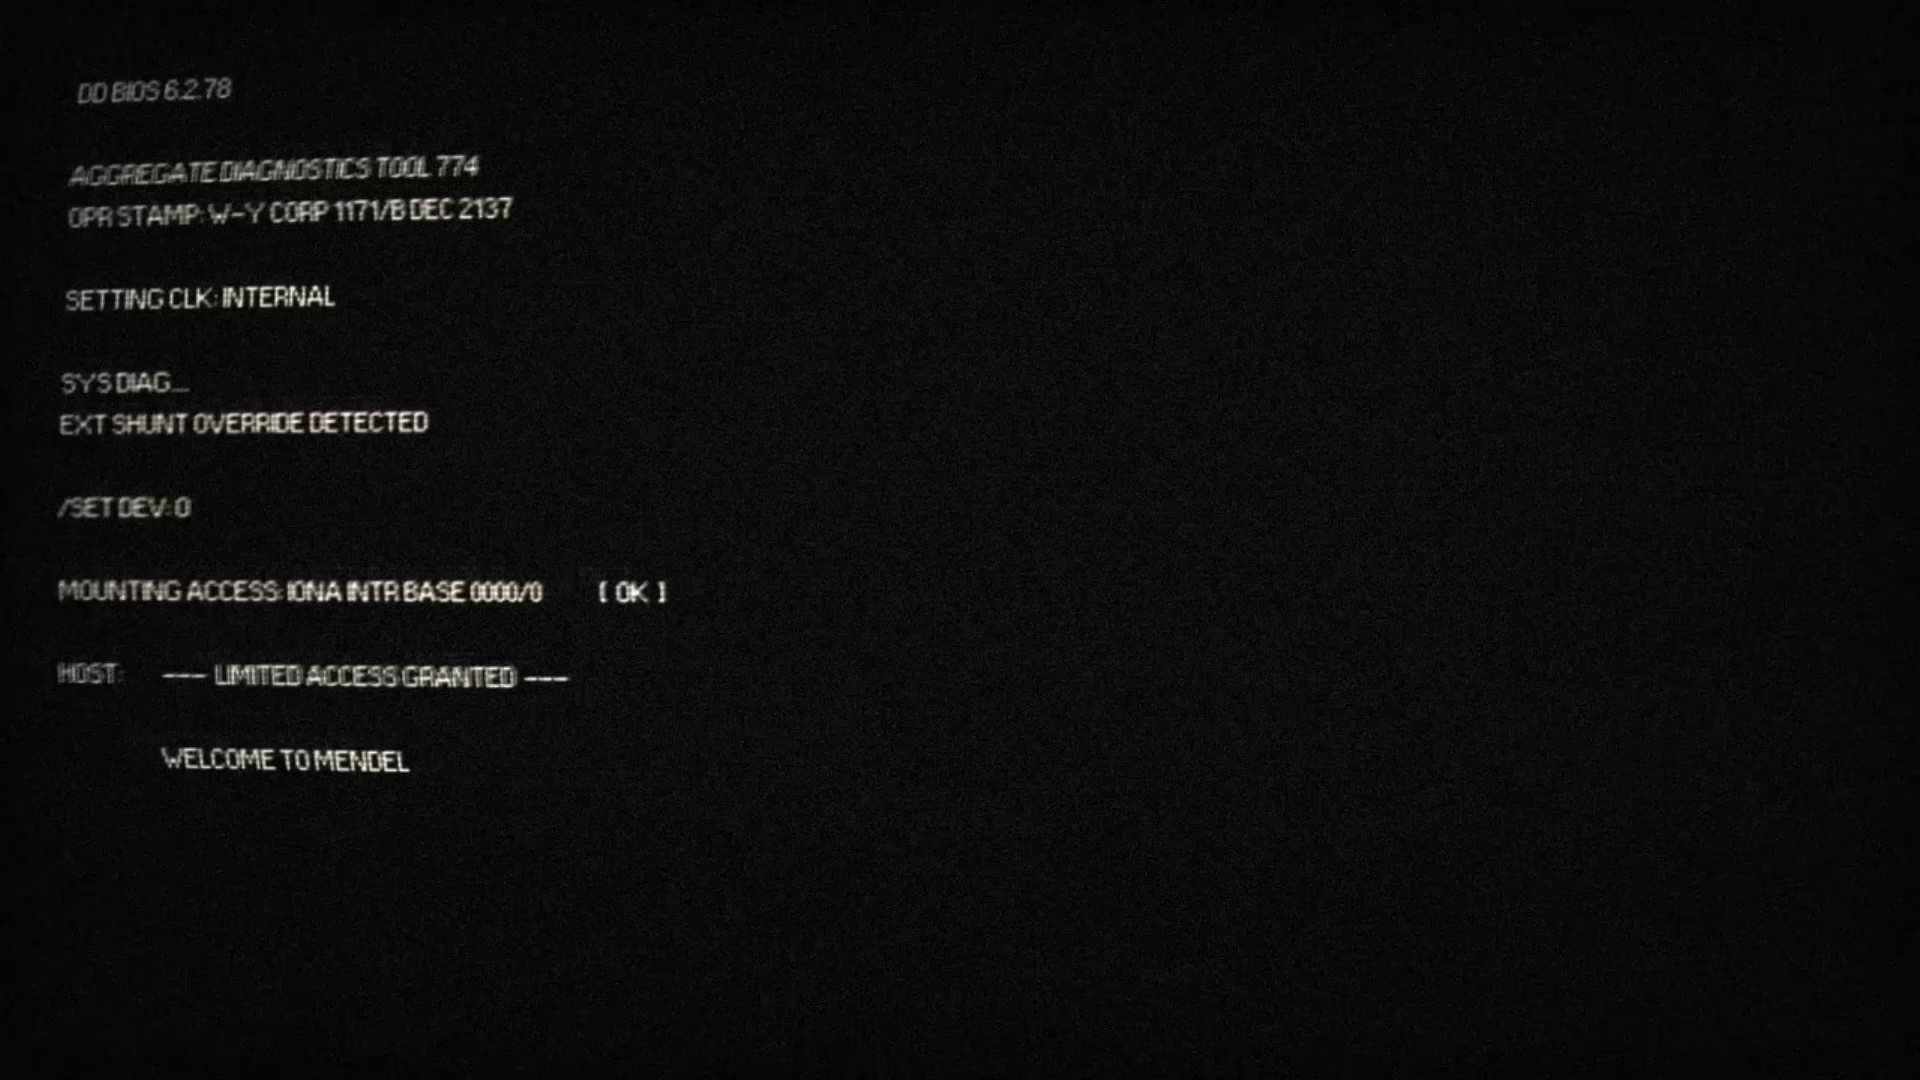 DD BIOS 6.2.78
AGGREGATE DIAGNOSTICS TOOL 774
OPR STAMP: W-Y CORP 1171/B DEC 2137
SETTING CLK: INTERNAL
SYS DIAG...
EXT SHUNT OVERRIDE DETECTED
/SET DEV: 0
MOUNTING ACCESS: IONA INTR BASE 0000/0 [ OK ]
HOST: --- LIMITED ACCESS GRANTED ---
WELCOME TO MENDEL